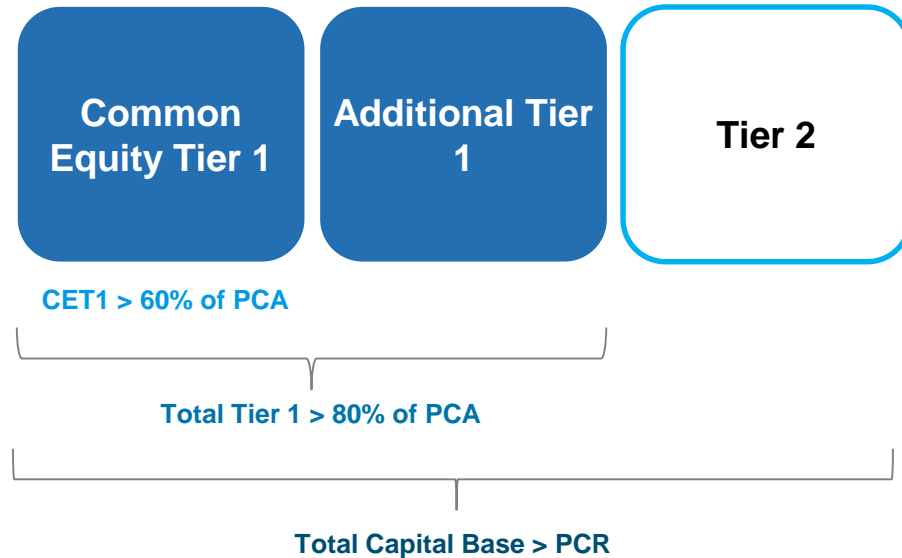 Common
Equity Tier 1
Additional Tier
1
Tier 2
CET1 > 60% of PCA
Total Tier 1 > 80% of PCA
Total Capital Base > PCR